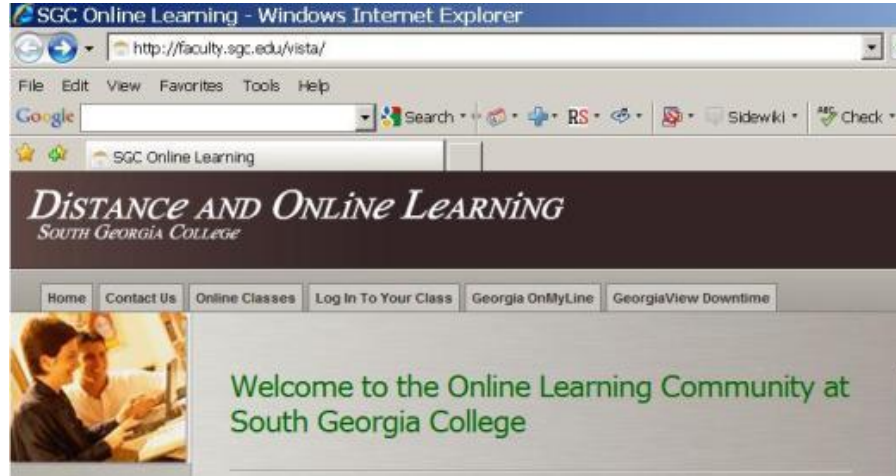 SGC Online Learning - Windows Internet Explorer
http://faculty.sgc.edu/vista/
File Edit View Favorites Tools Help
Google Search RS Sidewiki ABC Check
SGC Online Learning
Distance and Online Learning
South Georgia College
Home Contact Us Online Classes Log In To Your Class Georgia OnMyLine GeorgiaView Downtime
Welcome to the Online Learning Community at
South Georgia College